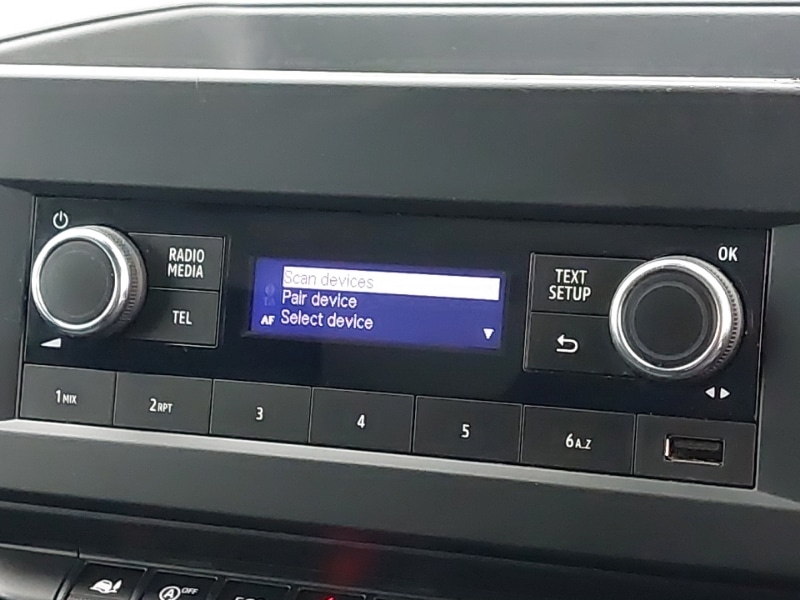 RADIO
MEDIA
TEL
Scan devices
Pair device
AF Select device
TEXT
SETUP
OK
1 MIX
2 RPT
3
4
5
6 A..Z
OFF